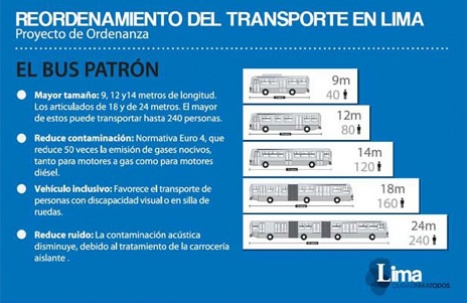 REORDENAMIENTO DEL TRANSPORTE EN LIMA
Proyecto de Ordenanza
EL BUS PATRÓN
Mayor tamaño: 9, 12 y14 metros de longitud.
Los articulados de 18 y de 24 metros. El mayor
de estos puede transportar hasta 240 personas.
Reduce contaminación: Normativa Euro 4, que
reduce 50 veces la emisión de gases nocivos,
tanto para motores a gas como para motores
diésel.
Vehículo inclusivo: Favorece el transporte de
personas con discapacidad visual o en silla de
ruedas.
Reduce ruido: La contaminación acústica
disminuye, debido al tratamiento de la carrocería
aislante .
9m
40
12m
80
14m
120
18m
160
24m
240
Lima
TODOS